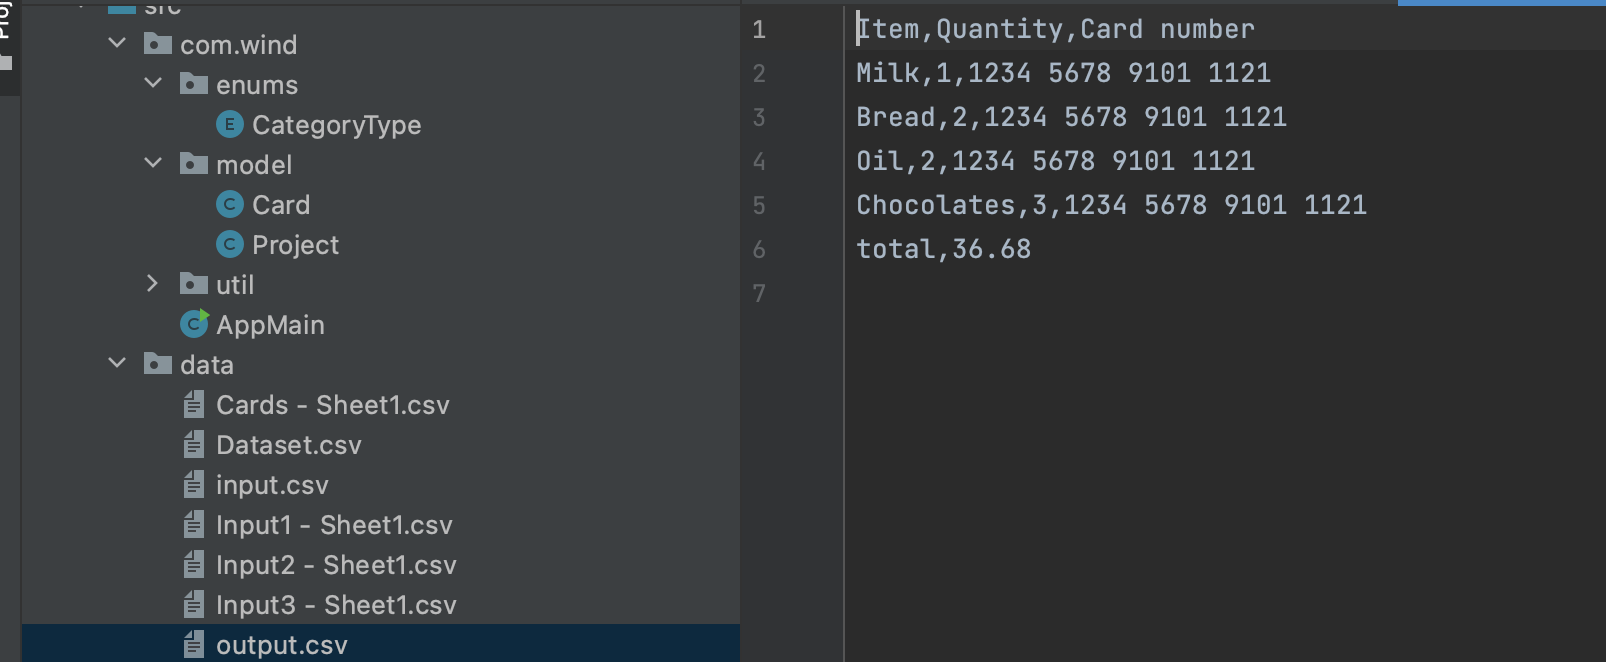 Proj
src
com.wind
enums
E CategoryType
model
C Card
C Project
util
C AppMain
data
Cards - Sheet1.csv
Dataset.csv
input.csv
Input1 - Sheet1.csv
Input2 - Sheet1.csv
Input3 - Sheet1.csv
output.csv
1 Item,Quantity,Card number
2 Milk,1,1234 5678 9101 1121
3 Bread,2,1234 5678 9101 1121
4 Oil,2,1234 5678 9101 1121
5 Chocolates,3,1234 5678 9101 1121
6 total,36.68
7